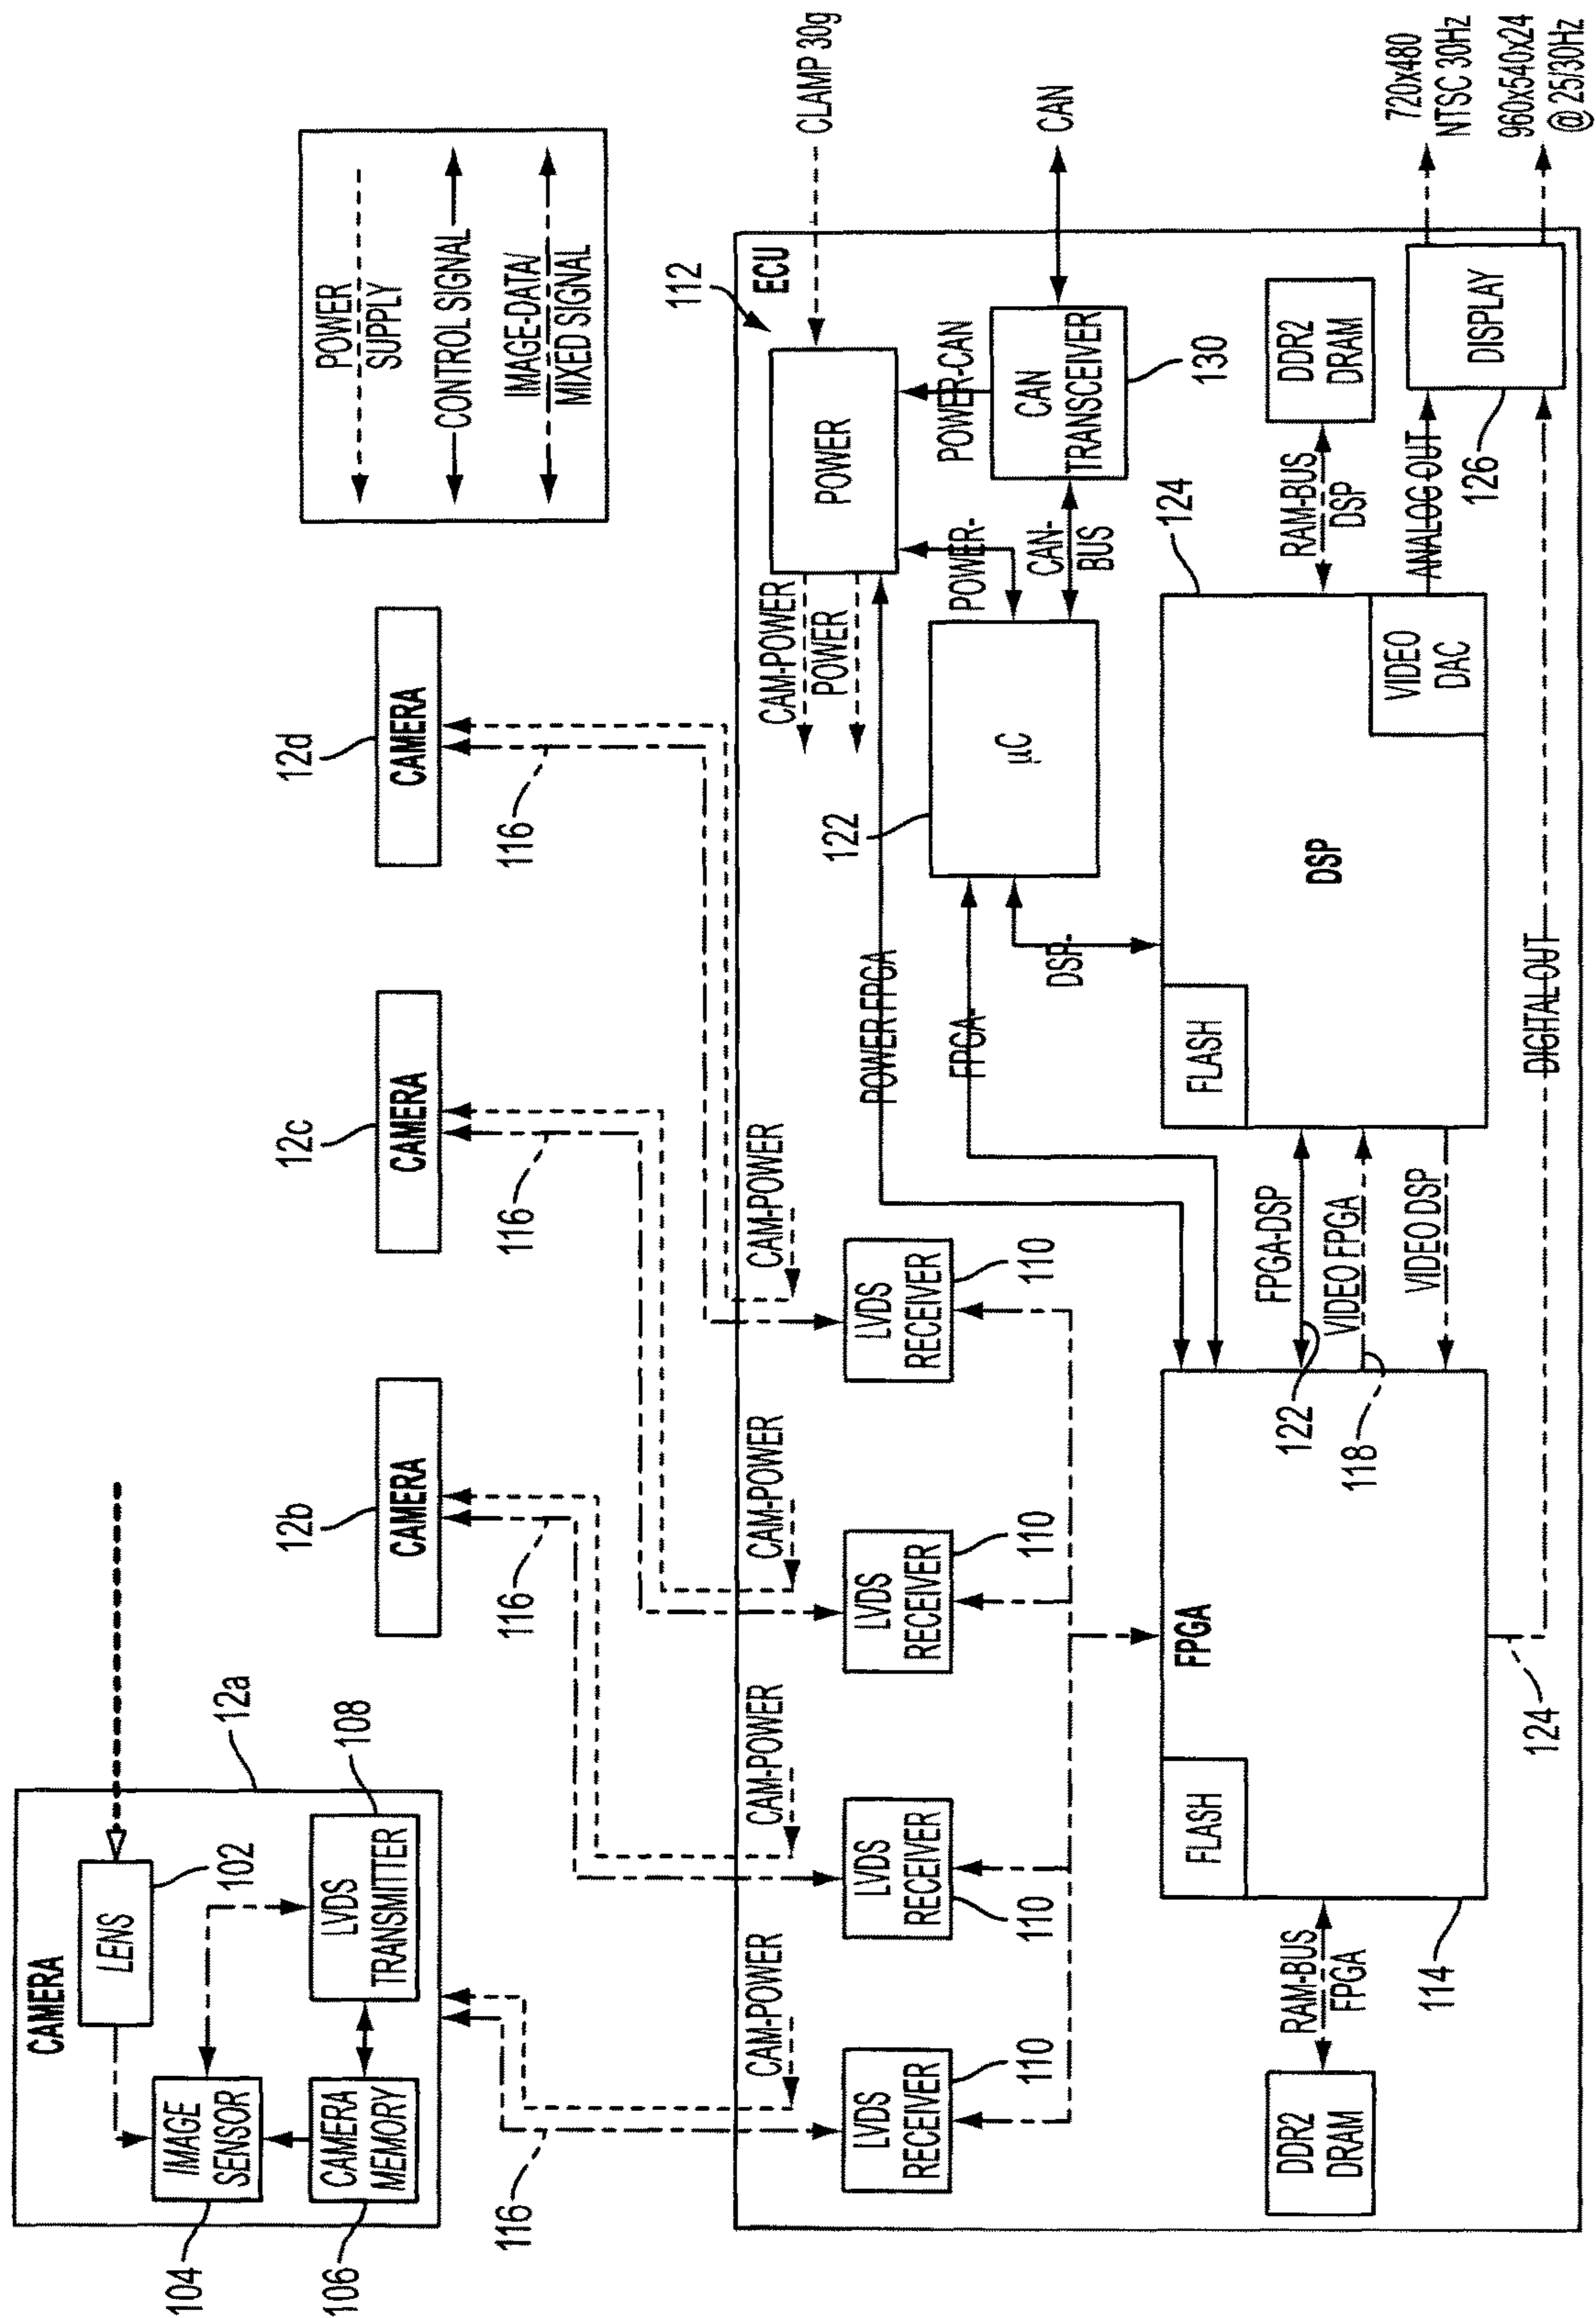 CAMERA
LENS
102
IMAGE
SENSOR
104
CAMERA
MEMORY
106
LVDS
TRANSMITTER
108
12a
12b
CAMERA
116
12c
CAMERA
116
12d
CAMERA
116
116
POWER
SUPPLY
CONTROL SIGNAL
IMAGE-DATA/
MIXED SIGNAL
112
ECU
CAM-POWER
CAM-POWER
CAM-POWER
CAM-POWER
LVDS
RECEIVER
110
LVDS
RECEIVER
110
LVDS
RECEIVER
110
LVDS
RECEIVER
110
CAM-POWER
POWER
POWER
CLAMP 30g
POWER-CAN
CAN
TRANSCEIVER
130
CAN
POWER-
CAN-
BUS
122
µC
POWER FPGA
FPGA-
DSP-
DDR2
DRAM
RAM-BUS
FPGA
114
FLASH
FPGA
122
118
124
FPGA-DSP
VIDEO FPGA
VIDEO DSP
FLASH
DSP
124
VIDEO
DAC
RAM-BUS
DSP
DDR2
DRAM
ANALOG OUT
DIGITAL OUT
126
DISPLAY
720x480
NTSC 30Hz
960x540x24
@ 25/30Hz